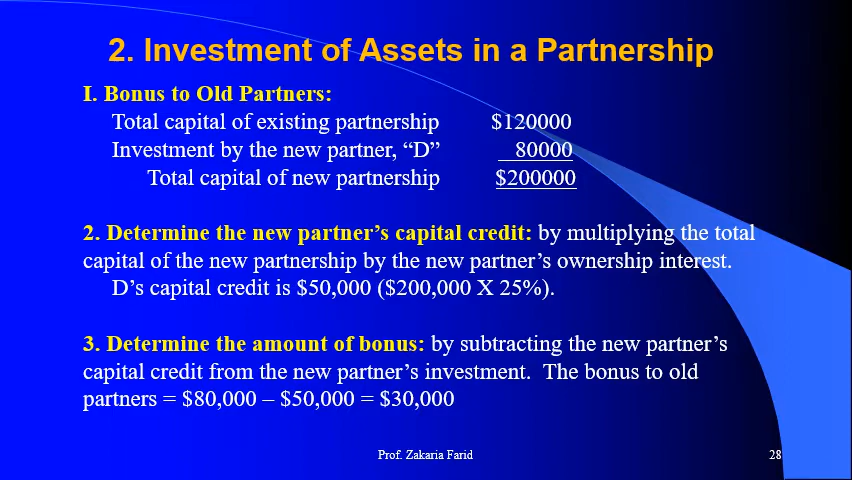 2. Investment of Assets in a Partnership
I. Bonus to Old Partners:
Total capital of existing partnership $120000
Investment by the new partner, “D” 80000
Total capital of new partnership $200000
2. Determine the new partner’s capital credit: by multiplying the total
capital of the new partnership by the new partner’s ownership interest.
D’s capital credit is $50,000 ($200,000 X 25%).
3. Determine the amount of bonus: by subtracting the new partner’s
capital credit from the new partner’s investment. The bonus to old
partners = $80,000 – $50,000 = $30,000
Prof. Zakaria Farid 28